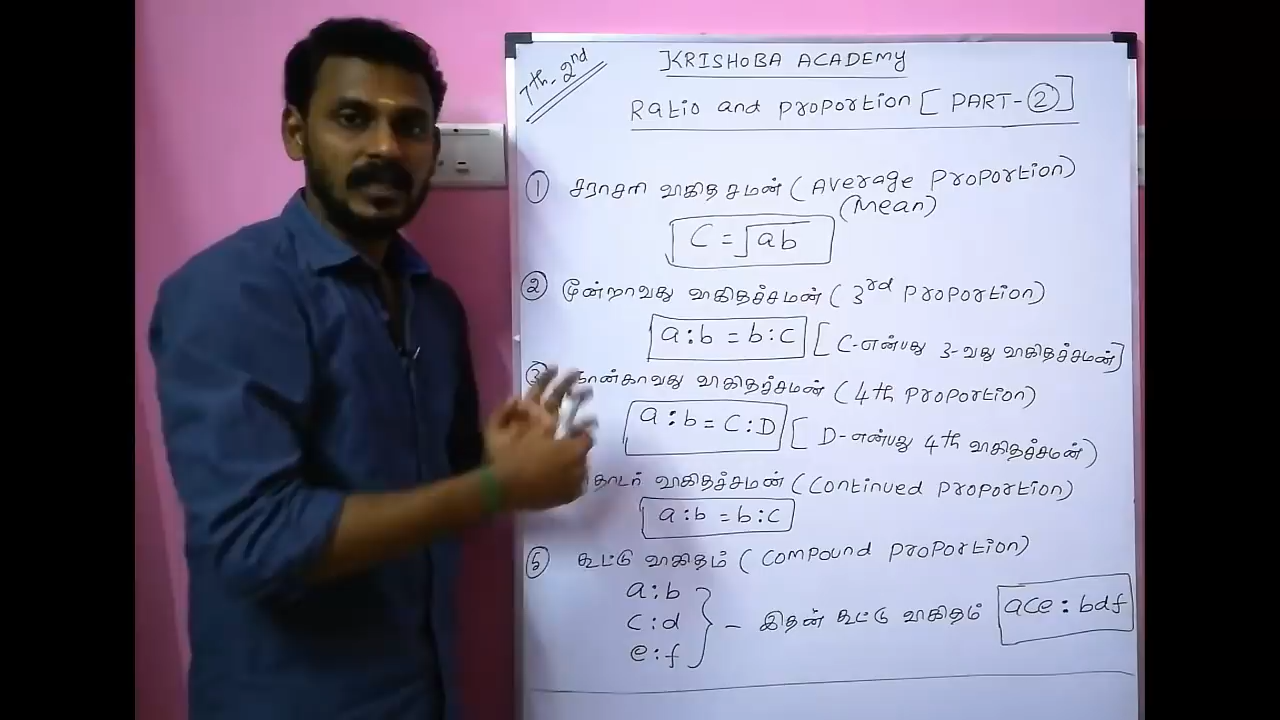 7th-2nd
KRISHOBA ACADEMY
Ratio and proportion [PART-②]
① சராசரி விகித சமன் (Average proportion)
(Mean)
C = √ab
② மூன்றாவது விகிதச்சமன் (3rd proportion)
a:b = b:c [C-என்பது 3-வது விகிதச்சமன்]
③ நான்காவது விகிதச்சமன் (4th proportion)
a:b = C:D [D-என்பது 4th விகிதச்சமன்)
தொடர் விகிதச்சமன் (Continued proportion)
a:b = b:c
⑤ கூட்டு விகிதம் (Compound proportion)
a:b
c:d } - இதன் கூட்டு விகிதம் ace : bdf
e:f